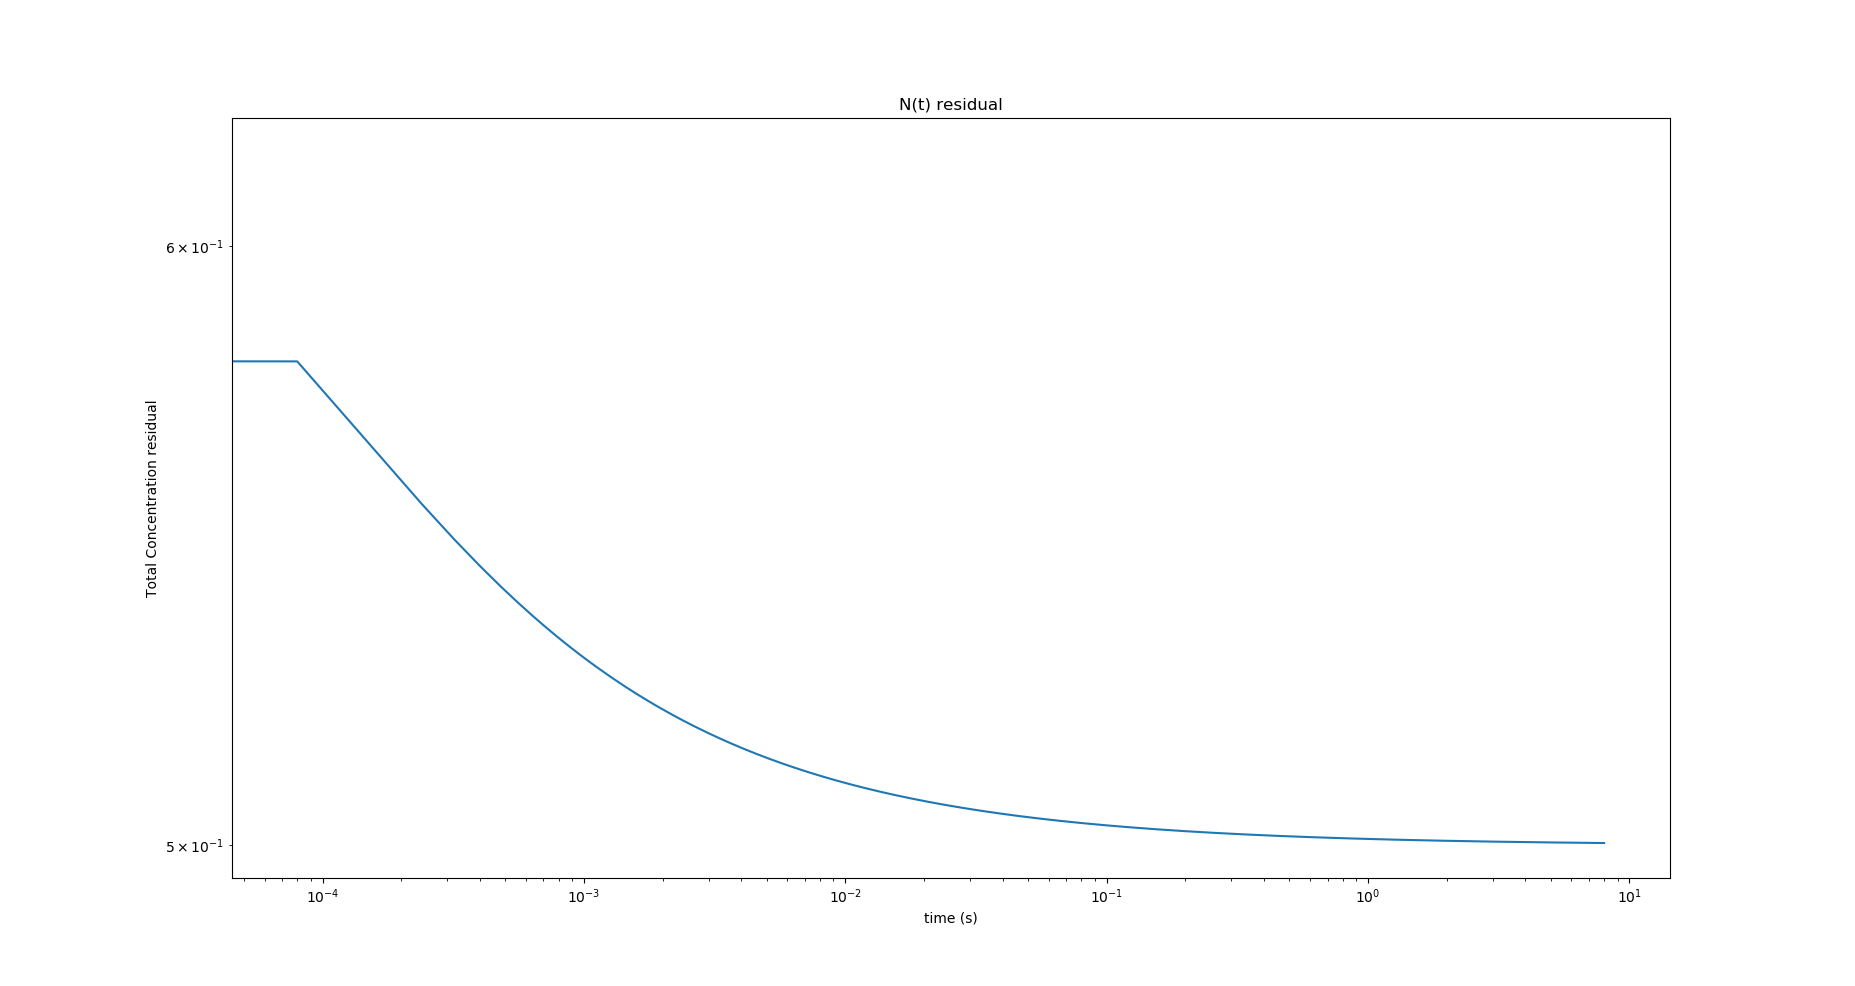 N(t) residual
6 × 10⁻¹
Total Concentration residual
5 × 10⁻¹
10⁻⁴ 10⁻³ 10⁻² 10⁻¹ 10⁰ 10¹
time (s)